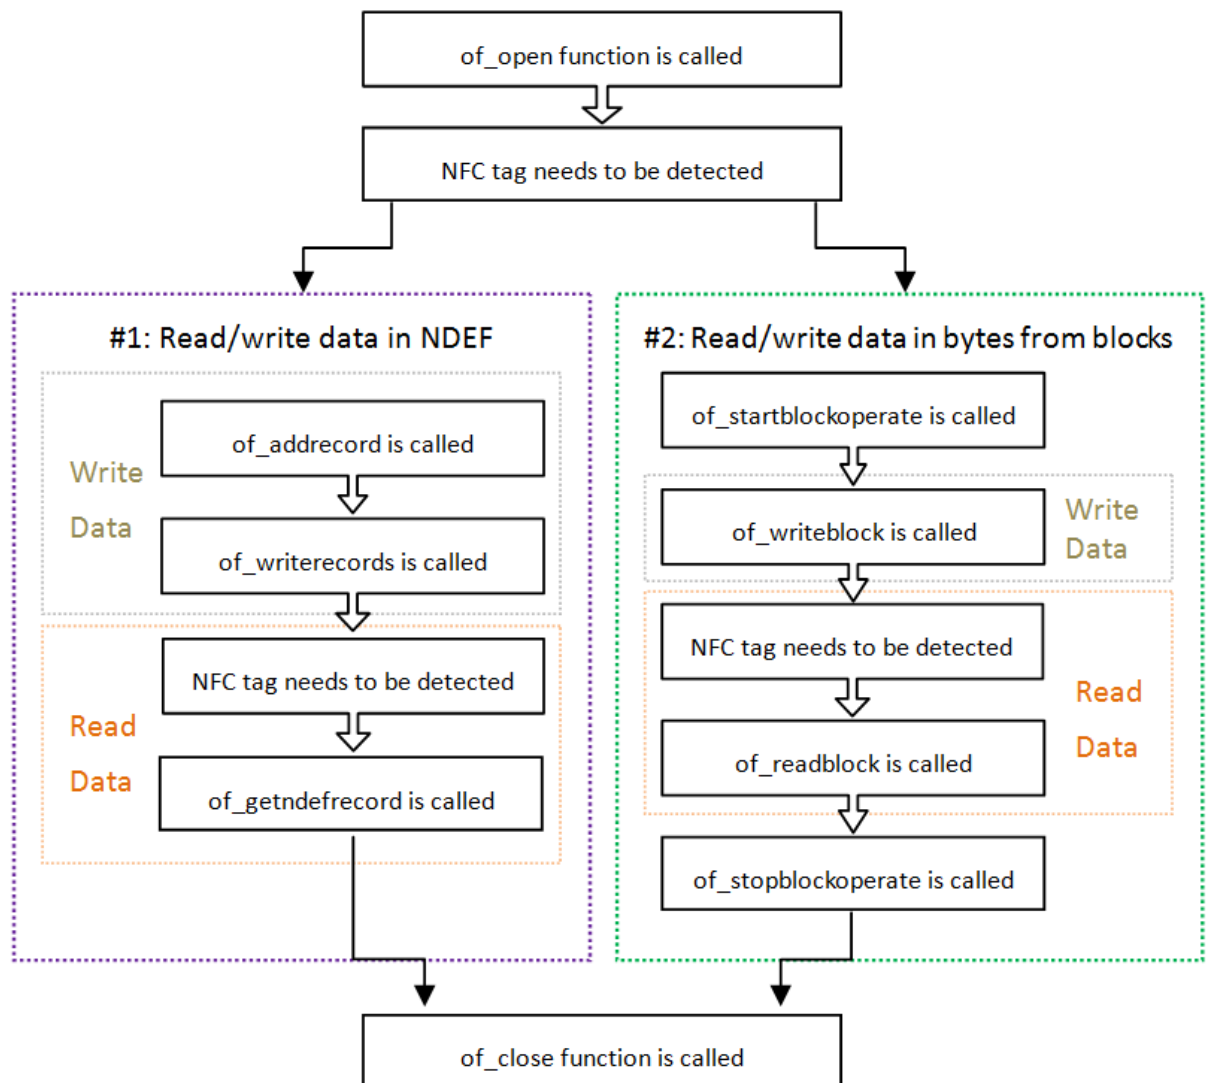 of_open function is called
NFC tag needs to be detected
#1: Read/write data in NDEF
Write
Data
of_addrecord is called
of_writerecords is called
Read
Data
NFC tag needs to be detected
of_getndefrecord is called
#2: Read/write data in bytes from blocks
of_startblockoperate is called
of_writeblock is called
Write
Data
NFC tag needs to be detected
of_readblock is called
Read
Data
of_stopblockoperate is called
of_close function is called